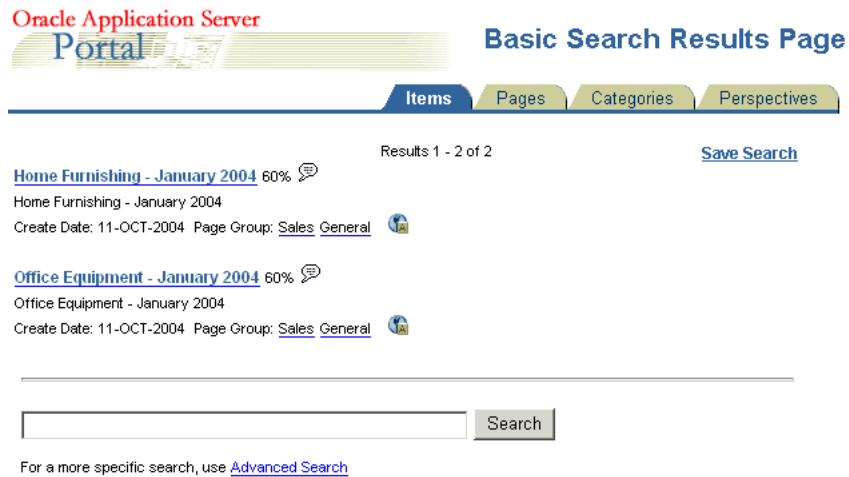 Oracle Application Server
Portal
Basic Search Results Page
Items Pages Categories Perspectives
Results 1 - 2 of 2 Save Search
Home Furnishing - January 2004 60%
Home Furnishing - January 2004
Create Date: 11-OCT-2004 Page Group: Sales General
Office Equipment - January 2004 60%
Office Equipment - January 2004
Create Date: 11-OCT-2004 Page Group: Sales General
Search
For a more specific search, use Advanced Search